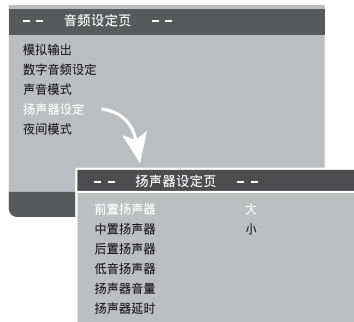 -- 音频设定页 --
模拟输出
数字音频设定
声音模式
扬声器设定
夜间模式
-- 扬声器设定页 --
前置扬声器 大
中置扬声器 小
后置扬声器
低音扬声器
扬声器音量
扬声器延时